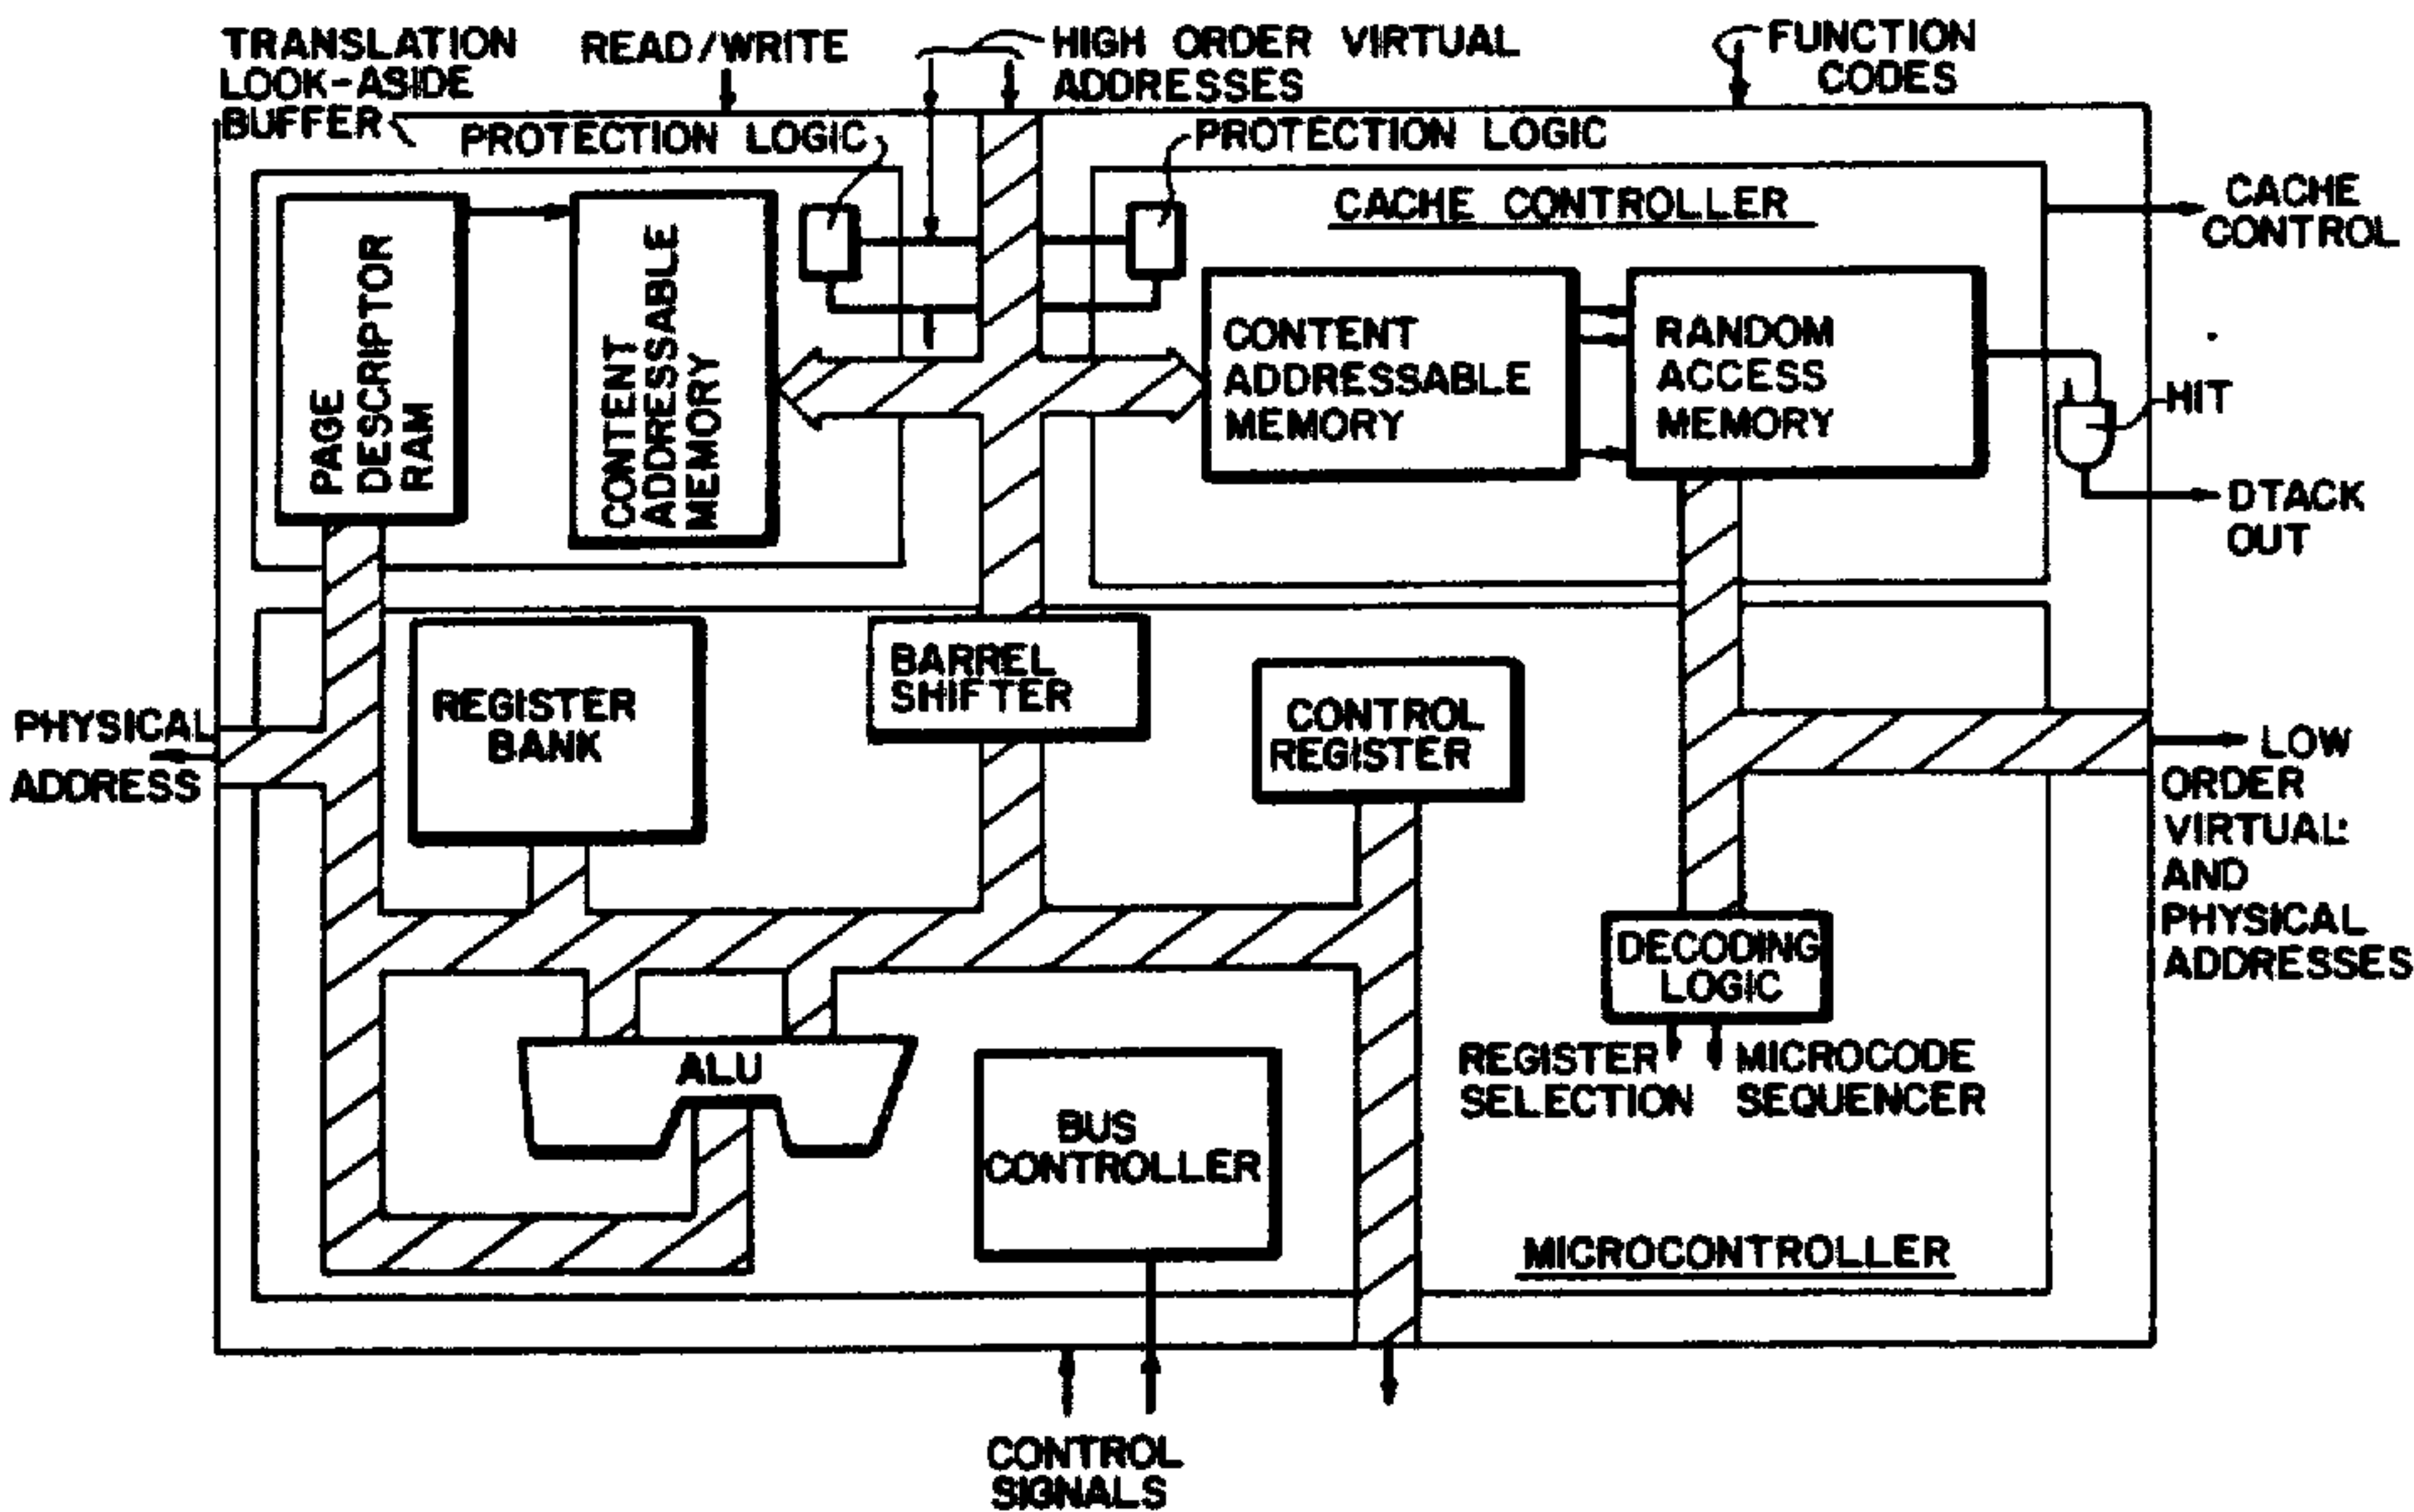 TRANSLATION
LOOK-ASIDE
BUFFER
READ/WRITE
HIGH ORDER VIRTUAL
ADDRESSES
FUNCTION
CODES
PROTECTION LOGIC
PROTECTION LOGIC
CACHE CONTROLLER
CACHE
CONTROL
PAGE
DESCRIPTOR
RAM
CONTENT
ADDRESSABLE
MEMORY
CONTENT
ADDRESSABLE
MEMORY
RANDOM
ACCESS
MEMORY
HIT
DTACK
OUT
REGISTER
BANK
BARREL
SHIFTER
CONTROL
REGISTER
PHYSICAL
ADDRESS
LOW
ORDER
VIRTUAL
AND
PHYSICAL
ADDRESSES
DECODING
LOGIC
REGISTER
SELECTION
MICROCODE
SEQUENCER
ALU
BUS
CONTROLLER
MICROCONTROLLER
CONTROL
SIGNALS